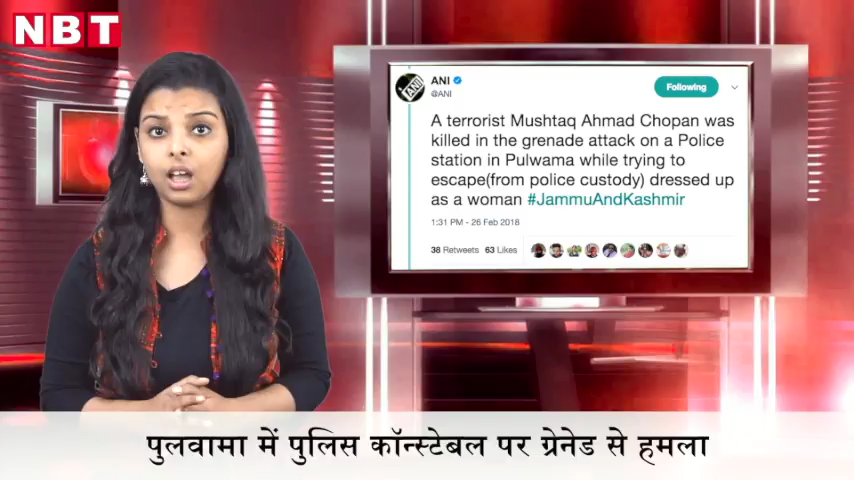 NBT
ANI
@ANI
Following
A terrorist Mushtaq Ahmad Chopan was
killed in the grenade attack on a Police
station in Pulwama while trying to
escape(from police custody) dressed up
as a woman #JammuAndKashmir
1:31 PM - 26 Feb 2018
38 Retweets 63 Likes
पुलवामा में पुलिस कॉन्स्टेबल पर ग्रेनेड से हमला